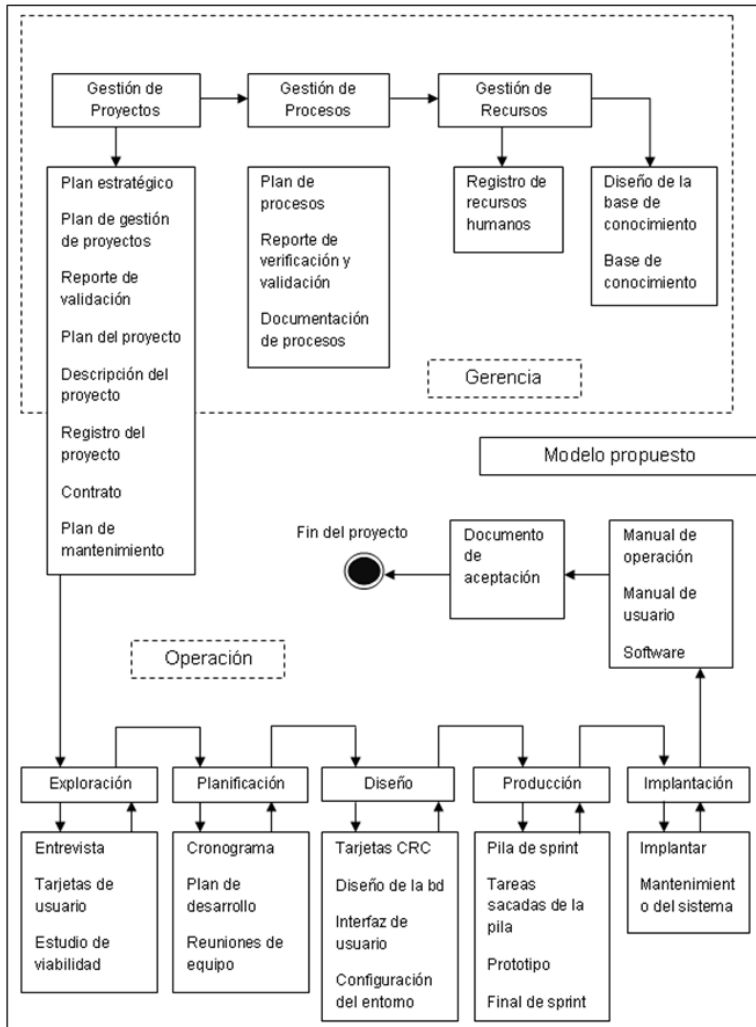 Gestión de
Proyectos
Gestión de
Procesos
Gestión de
Recursos
Plan estratégico
Plan de gestión
de proyectos
Reporte de
validación
Plan del proyecto
Descripción del
proyecto
Registro del
proyecto
Contrato
Plan de
mantenimiento
Plan de
procesos
Reporte de
verificación y
validación
Documentación
de procesos
Registro de
recursos
humanos
Diseño de la
base de
conocimiento
Base de
conocimiento
Gerencia
Modelo propuesto
Fin del proyecto
Documento
de
aceptación
Manual de
operación
Manual de
usuario
Software
Operación
Exploración
Planificación
Diseño
Producción
Implantación
Entrevista
Tarjetas de
usuario
Estudio de
viabilidad
Cronograma
Plan de
desarrollo
Reuniones de
equipo
Tarjetas CRC
Diseño de la bd
Interfaz de
usuario
Configuración
del entorno
Pila de sprint
Tareas
sacadas de la
pila
Prototipo
Final de sprint
Implantar
Mantenimient
o del sistema